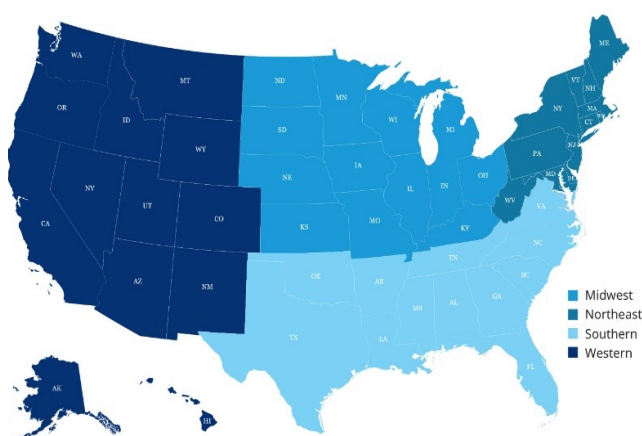 WA
MT
ND
MN
ME
VT
NH
OR
ID
SD
WI
MI
NY
MA
WY
CT
NE
IA
PA
NJ
NV
UT
CO
IL
IN
OH
MD
DE
WV
VA
CA
KS
MO
KY
AZ
NM
OK
AR
TN
NC
SC
TX
LA
MS
AL
GA
FL
AK
HI
Midwest
Northeast
Southern
Western